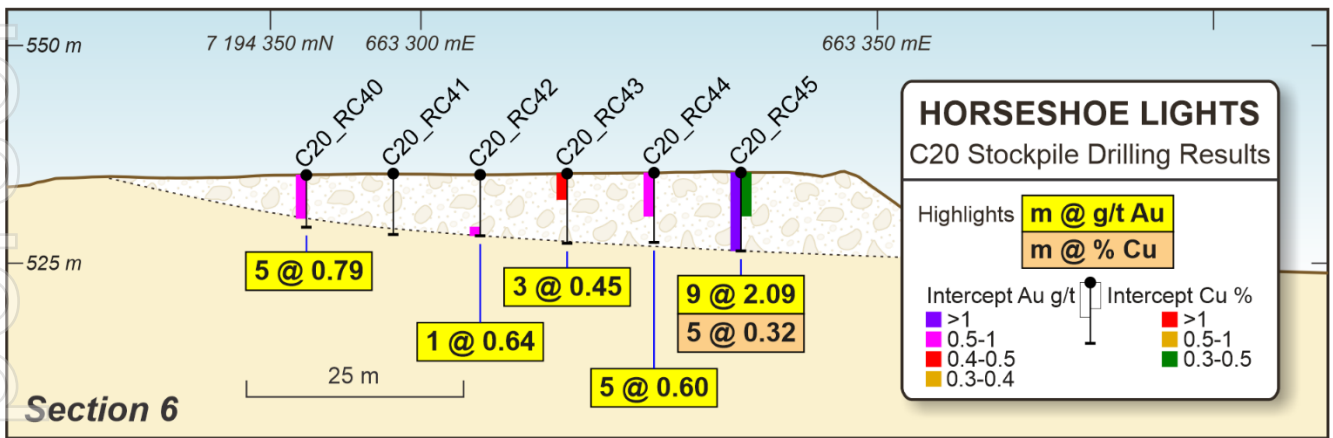 550 m
7 194 350 mN
663 300 mE
663 350 mE
C20_RC40
C20_RC41
C20_RC42
C20_RC43
C20_RC44
C20_RC45
HORSESHOE LIGHTS
C20 Stockpile Drilling Results
Highlights
m @ g/t Au
m @ % Cu
Intercept Au g/t
>1
0.5-1
0.4-0.5
0.3-0.4
Intercept Cu %
>1
0.5-1
0.3-0.5
525 m
5 @ 0.79
1 @ 0.64
3 @ 0.45
5 @ 0.60
9 @ 2.09
5 @ 0.32
25 m
Section 6